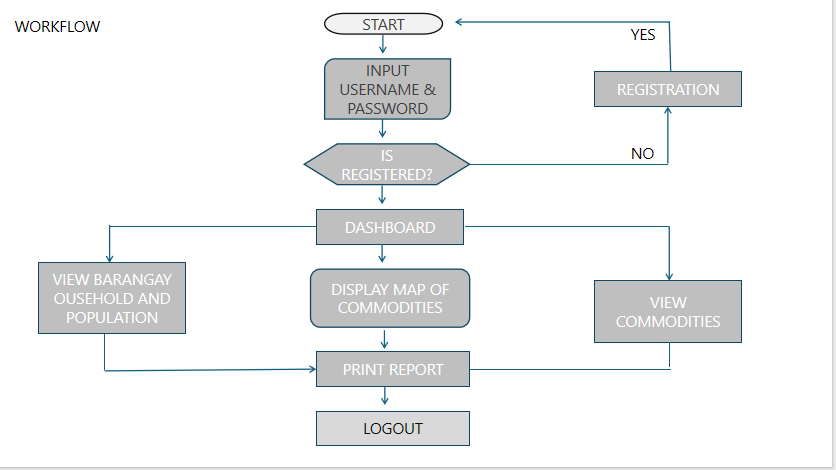 WORKFLOW
START
YES
INPUT
USERNAME &
PASSWORD
REGISTRATION
IS
REGISTERED?
NO
DASHBOARD
VIEW BARANGAY
OUSEHOLD AND
POPULATION
DISPLAY MAP OF
COMMODITIES
VIEW
COMMODITIES
PRINT REPORT
LOGOUT